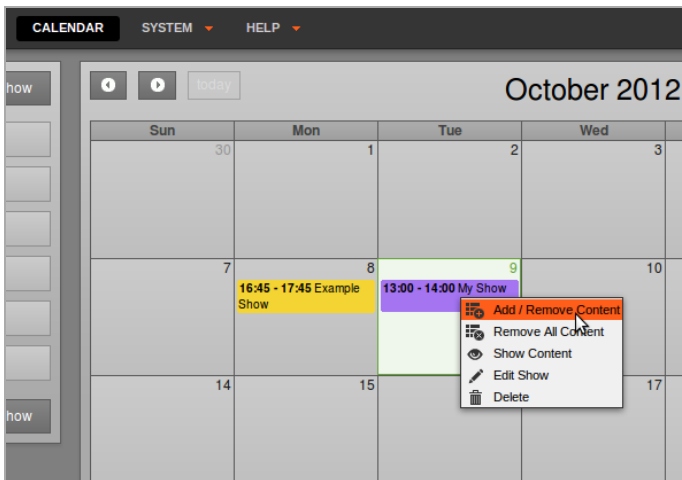 CALENDAR SYSTEM HELP
how
today
October 2012
Sun Mon Tue Wed
30 1 2 3
7 8 9 10
16:45 - 17:45 Example
Show
13:00 - 14:00 My Show
Add / Remove Content
Remove All Content
Show Content
Edit Show
Delete
14 15 17
how